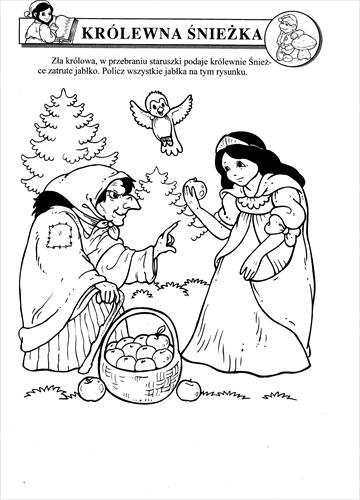 KRÓLEWNA ŚNIEŻKA
Zła królowa, w przebraniu staruszki podaje królewnie Śnież-
ce zatrute jabłko. Policz wszystkie jabłka na tym rysunku.